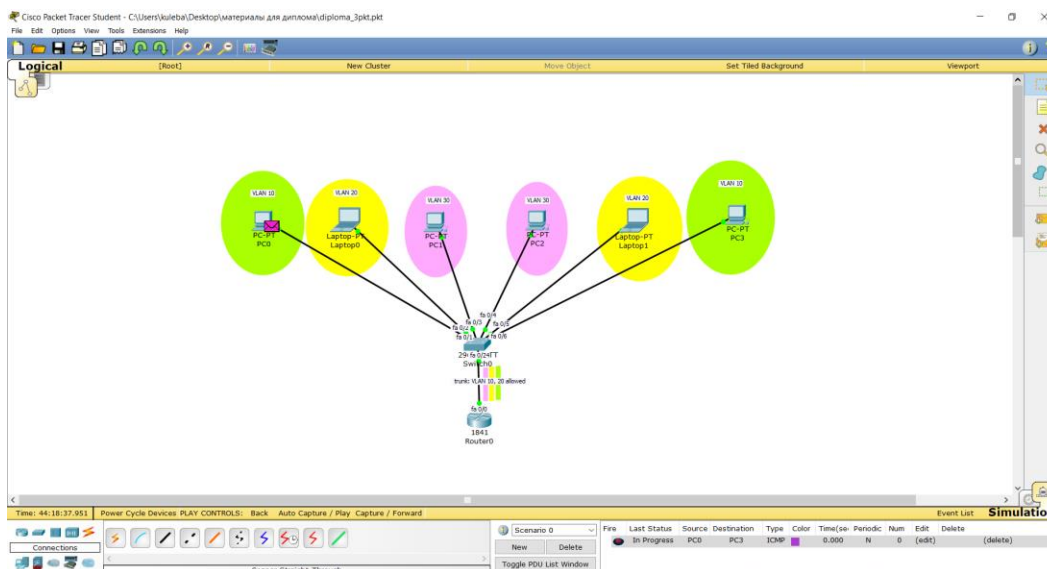 Cisco Packet Tracer Student - C:\Users\kuleba\Desktop\материалы для диплома\diploma_3pkt.pkt
File Edit Options View Tools Extensions Help
Logical [Root] New Cluster Move Object Set Tiled Background Viewport
VLAN 10
VLAN 20
VLAN 30
VLAN 30
VLAN 20
VLAN 10
PC-PT
PC0
Laptop-PT
Laptop0
PC-PT
PC1
PC-PT
PC2
Laptop-PT
Laptop1
PC-PT
PC3
fa 0/4
fa 0/3
fa 0/5
fa 0/2
fa 0/1
fa 0/6
fa 0/24
Switch0
trunk: VLAN 10, 20 allowed
fa 0/0
1841
Router0
Time: 44:18:37.951 Power Cycle Devices PLAY CONTROLS: Back Auto Capture / Play Capture / Forward Event List Simulatio
Connections
Scenario 0
New Delete
Toggle PDU List Window
Fire Last Status Source Destination Type Color Time(se Periodic Num Edit Delete
In Progress PC0 PC3 ICMP 0.000 N 0 (edit) (delete)